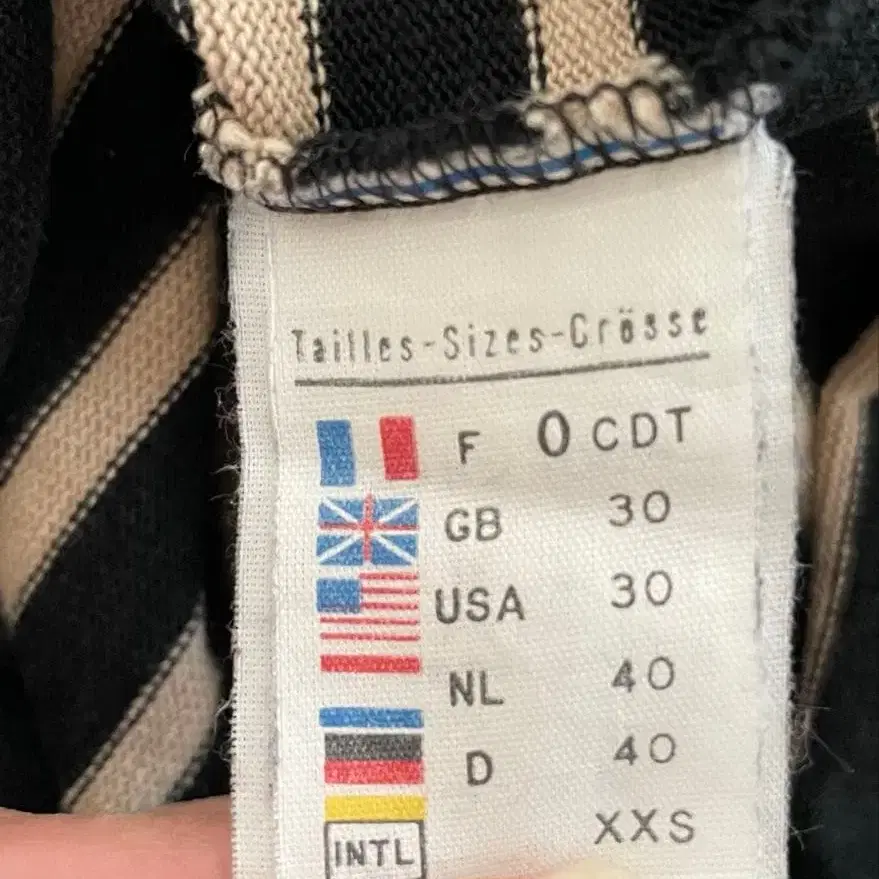 Tailles-Sizes-Grösse
F 0 CDT
GB 30
USA 30
NL 40
D 40
INTL XXS